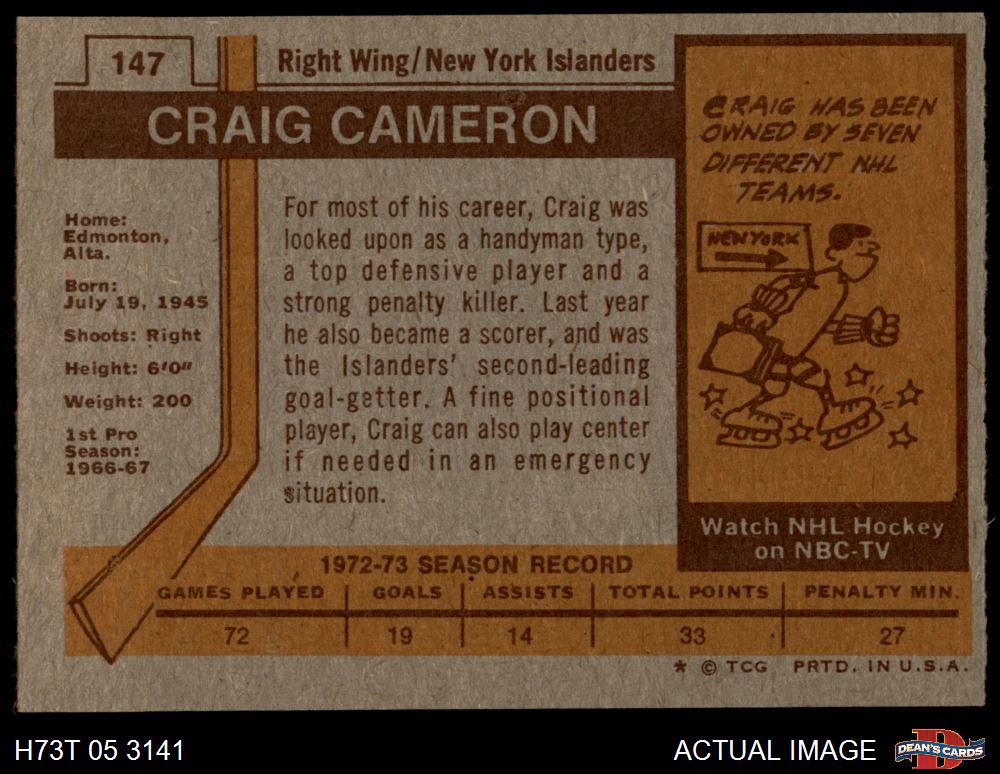 147
Right Wing/New York Islanders
CRAIG CAMERON
Home:
Edmonton,
Alta.
Born:
July 19, 1945
Shoots: Right
Height: 6'0"
Weight: 200
1st Pro
Season:
1966-67
For most of his career, Craig was
looked upon as a handyman type,
a top defensive player and a
strong penalty killer. Last year
he also became a scorer, and was
the Islanders' second-leading
goal-getter. A fine positional
player, Craig can also play center
if needed in an emergency
situation.
CRAIG HAS BEEN
OWNED BY SEVEN
DIFFERENT NHL
TEAMS.
NEW YORK
Watch NHL Hockey
on NBC-TV
1972-73 SEASON RECORD
GAMES PLAYED GOALS ASSISTS TOTAL POINTS PENALTY MIN.
72 19 14 33 27
* © TCG PRTD. IN U.S.A.
H73T 05 3141
ACTUAL IMAGE
D
DEAN'S CARDS